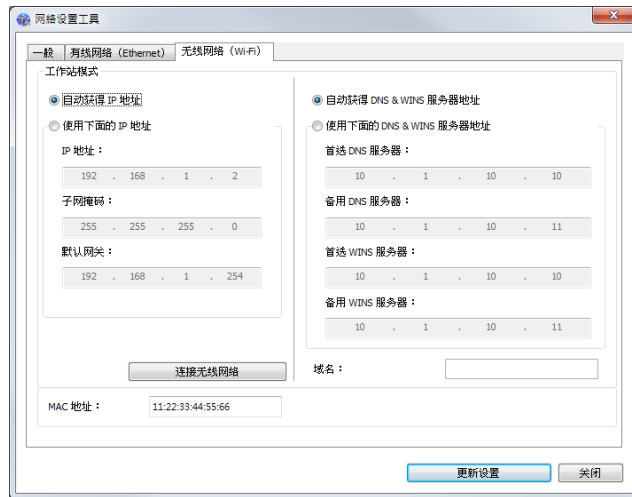 网络设置工具
一般 有线网络（Ethernet） 无线网络（Wi-Fi）
工作站模式
自动获得 IP 地址
使用下面的 IP 地址
IP 地址：
192 . 168 . 1 . 2
子网掩码：
255 . 255 . 255 . 0
默认网关：
192 . 168 . 1 . 254
连接无线网络
自动获得 DNS & WINS 服务器地址
使用下面的 DNS & WINS 服务器地址
首选 DNS 服务器：
10 . 1 . 10 . 10
备用 DNS 服务器：
10 . 1 . 10 . 11
首选 WINS 服务器：
10 . 1 . 10 . 10
备用 WINS 服务器：
10 . 1 . 10 . 11
域名：
MAC 地址： 11:22:33:44:55:66
更新设置 关闭